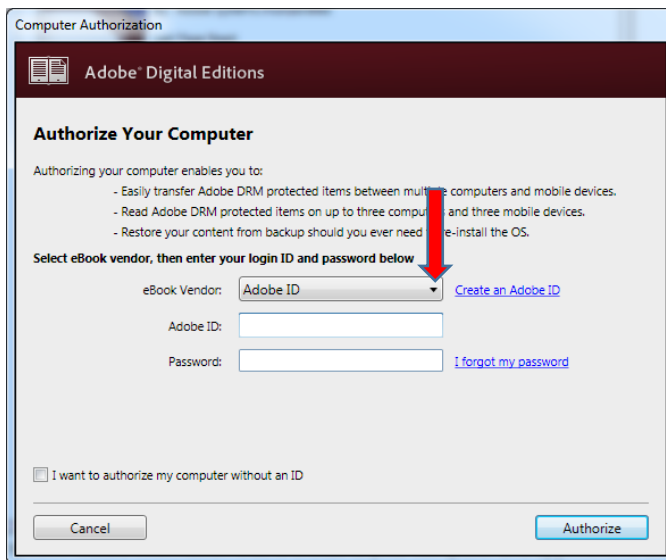 Computer Authorization
Adobe® Digital Editions
Authorize Your Computer
Authorizing your computer enables you to:
- Easily transfer Adobe DRM protected items between computers and mobile devices.
- Read Adobe DRM protected items on up to three and three mobile devices.
- Restore your content from backup should you ever need re-install the OS.
Select eBook vendor, then enter your login ID and password below
eBook Vendor: Adobe ID Create an Adobe ID
Adobe ID:
Password: I forgot my password
I want to authorize my computer without an ID
Cancel Authorize